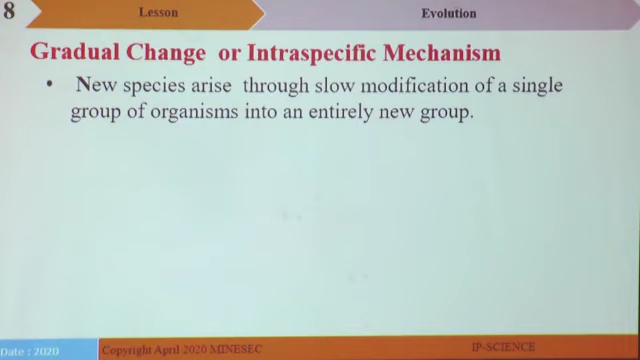 8
Lesson
Evolution
Gradual Change or Intraspecific Mechanism
• New species arise through slow modification of a single
group of organisms into an entirely new group.
Date : 2020
Copyright April 2020 MINESEC
IP-SCIENCE